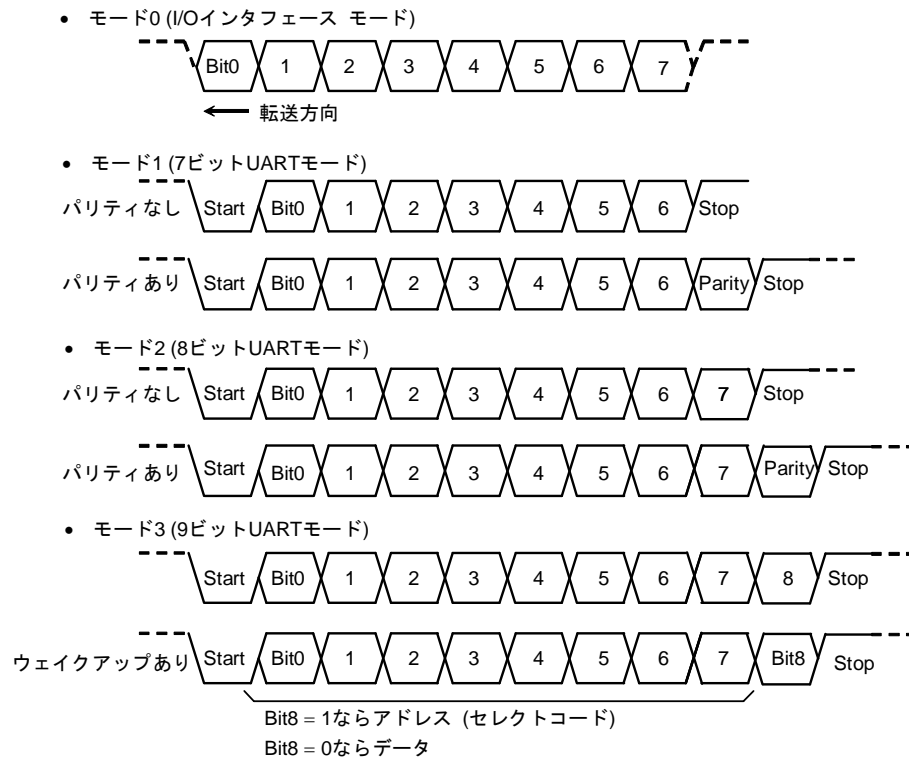 • モード0 (I/Oインタフェース モード)
Bit0 1 2 3 4 5 6 7
転送方向
• モード1 (7ビットUARTモード)
パリティなし Start Bit0 1 2 3 4 5 6 Stop
パリティあり Start Bit0 1 2 3 4 5 6 Parity Stop
• モード2 (8ビットUARTモード)
パリティなし Start Bit0 1 2 3 4 5 6 7 Stop
パリティあり Start Bit0 1 2 3 4 5 6 7 Parity Stop
• モード3 (9ビットUARTモード)
Start Bit0 1 2 3 4 5 6 7 8 Stop
ウェイクアップあり Start Bit0 1 2 3 4 5 6 7 Bit8 Stop
Bit8 = 1ならアドレス (セレクトコード)
Bit8 = 0ならデータ